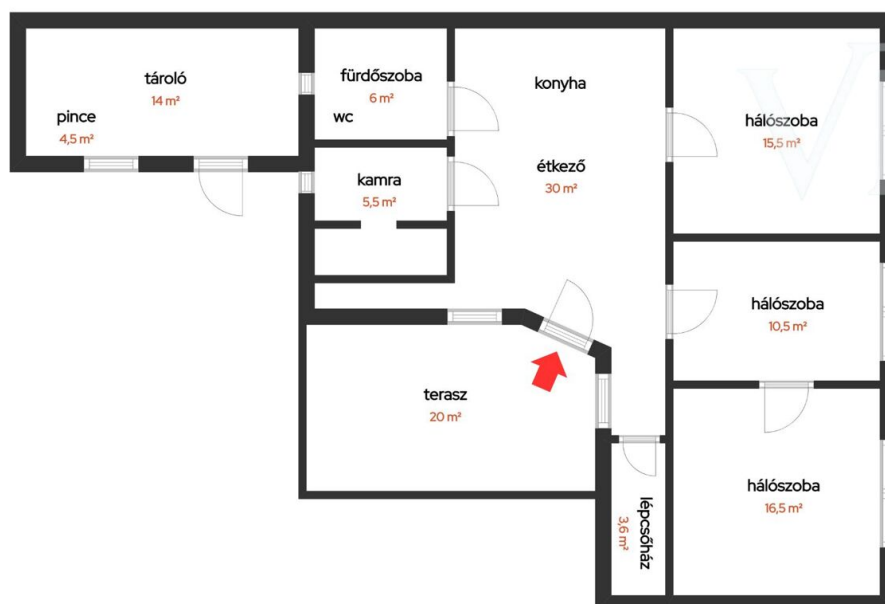 tároló
14 m²
pince
4,5 m²
fürdőszoba
6 m²
wc
konyha
hálószoba
15,5 m²
kamra
5,5 m²
étkező
30 m²
hálószoba
10,5 m²
terasz
20 m²
hálószoba
16,5 m²
lépcsőház
3,6 m²